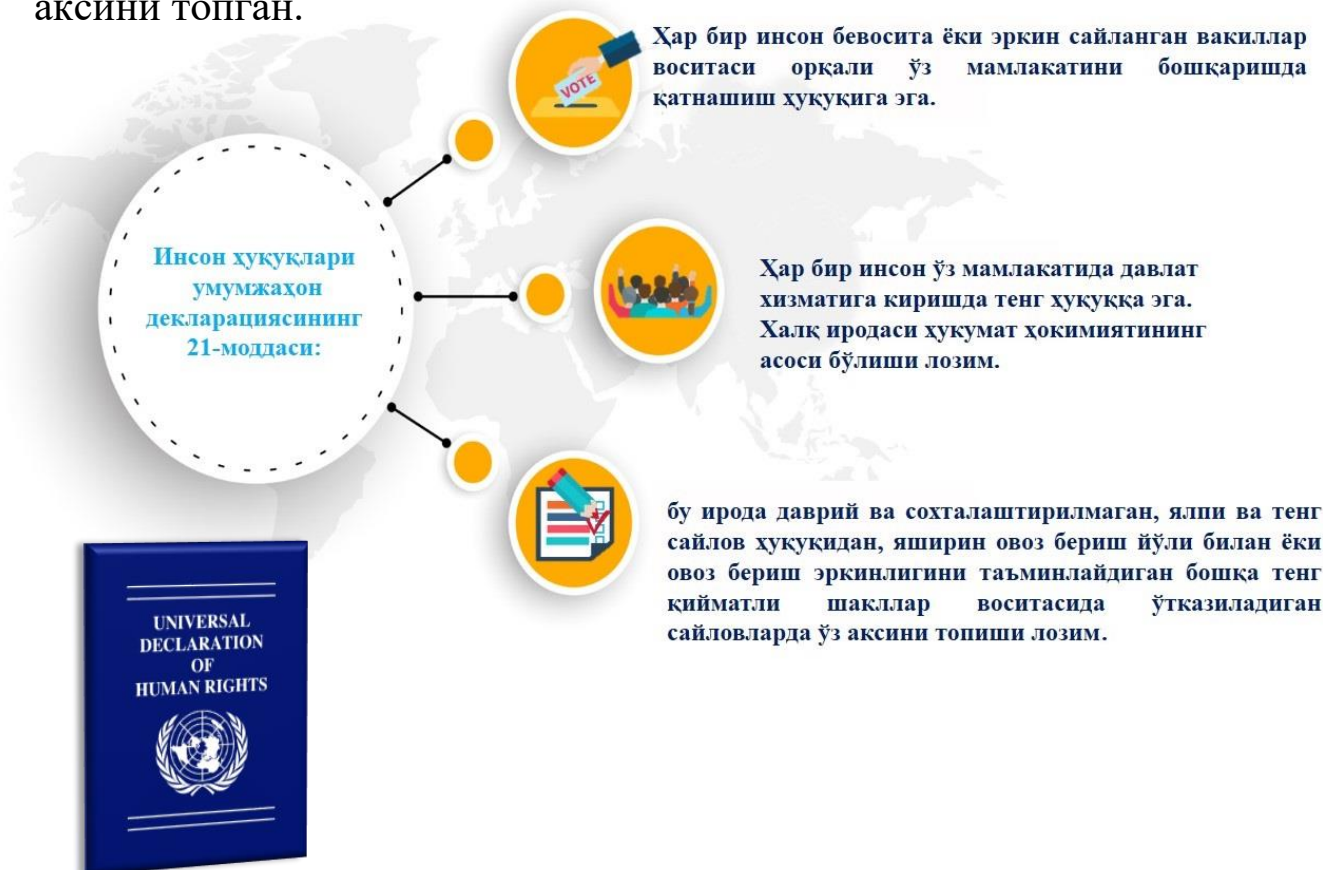 аксини топган.
VOTE
Ҳар бир инсон бевосита ёки эркин сайланган вакиллар
воситаси орқали ўз мамлакатини бошқаришда
қатнашиш ҳуқуқига эга.
Инсон ҳуқуқлари
умумжаҳон
декларациясининг
21-моддаси:
Ҳар бир инсон ўз мамлакатида давлат
хизматига киришда тенг ҳуқуққа эга.
Халқ иродаси ҳукумат ҳокимиятининг
асоси бўлиши лозим.
бу ирода даврий ва сохталаштирилмаган, ялпи ва тенг
сайлов ҳуқуқидан, яширин овоз бериш йўли билан ёки
овоз бериш эркинлигини таъминлайдиган бошқа тенг
қийматли шакллар воситасида ўтказиладиган
сайловларда ўз аксини топиши лозим.
UNIVERSAL
DECLARATION
OF
HUMAN RIGHTS